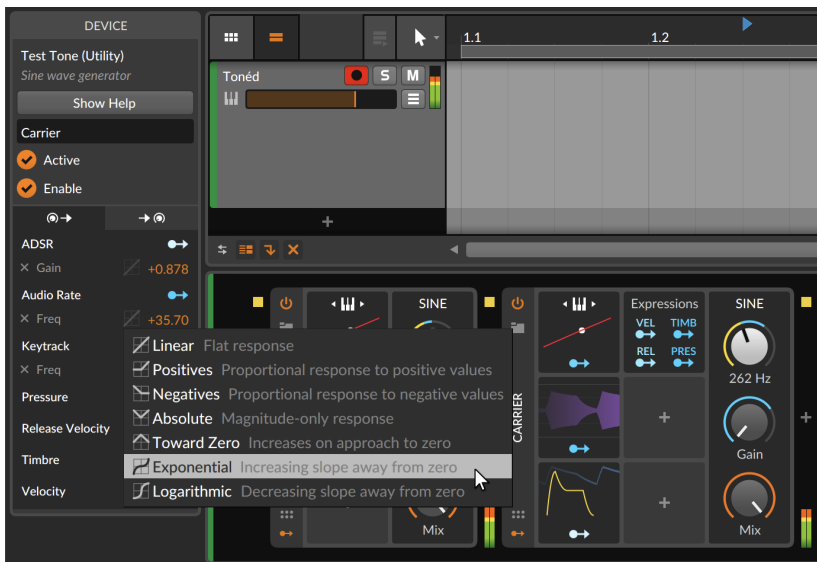 DEVICE
Test Tone (Utility)
Sine wave generator
Show Help
Carrier
Active
Enable
ADSR
Gain +0.878
Audio Rate
Freq +35.70
Keytrack
Freq
Pressure
Release Velocity
Timbre
Velocity
1.1 1.2
Tonéd S M
SINE
Expressions SINE
VEL TIMB
REL PRES
262 Hz
CARRIER
Gain
Mix Mix
Linear Flat response
Positives Proportional response to positive values
Negatives Proportional response to negative values
Absolute Magnitude-only response
Toward Zero Increases on approach to zero
Exponential Increasing slope away from zero
Logarithmic Decreasing slope away from zero